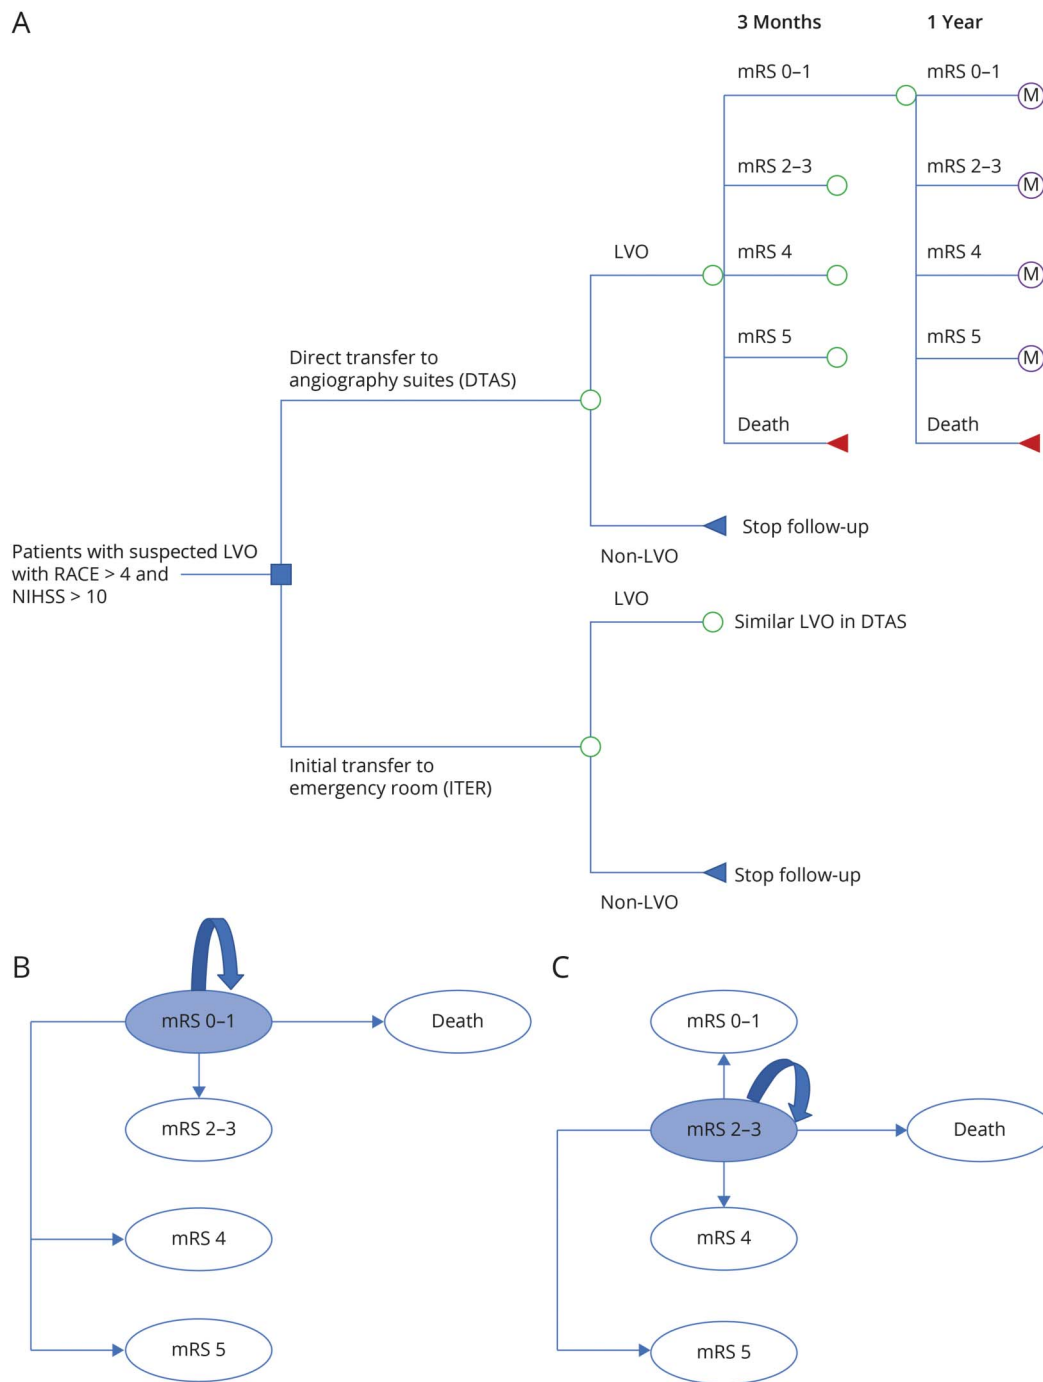 A
3 Months
1 Year
mRS 0–1
mRS 0–1
M
mRS 2–3
mRS 2–3
M
LVO
mRS 4
mRS 4
M
mRS 5
mRS 5
M
Direct transfer to
angiography suites (DTAS)
Death
Death
Stop follow-up
Non-LVO
Patients with suspected LVO
with RACE > 4 and
NIHSS > 10
LVO
Similar LVO in DTAS
Initial transfer to
emergency room (ITER)
Stop follow-up
Non-LVO
B
mRS 0–1
Death
mRS 2–3
mRS 4
mRS 5
C
mRS 0–1
mRS 2–3
Death
mRS 4
mRS 5